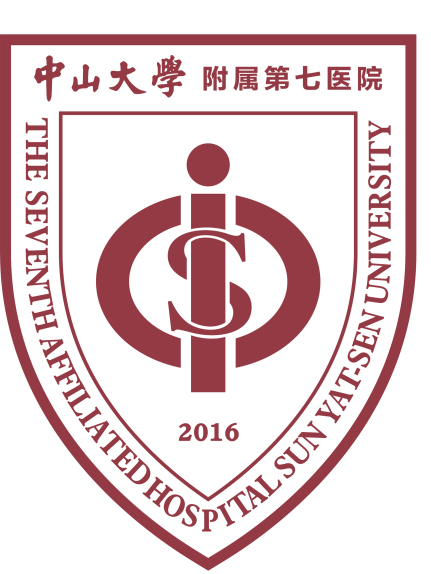 中山大學 附属第七医院
THE SEVENTH AFFILIATED HOSPITAL SUN YAT-SEN UNIVERSITY
S
2016